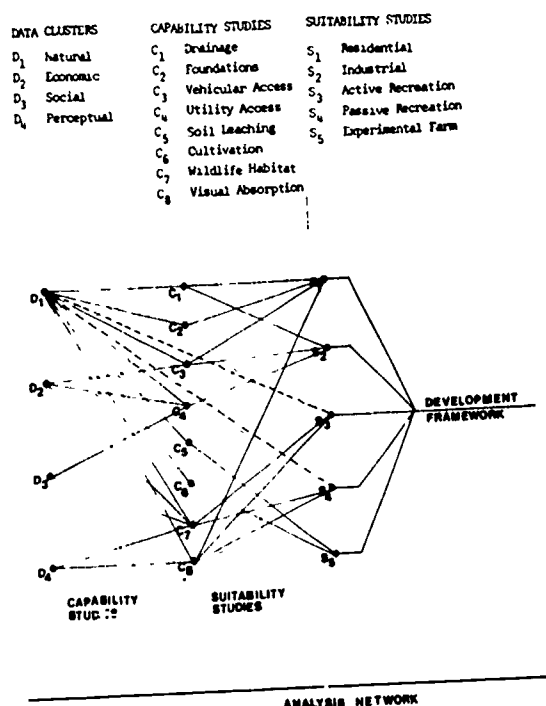 DATA CLUSTERS
D1 Natural
D2 Economic
D3 Social
D4 Perceptual
CAPABILITY STUDIES
C1 Drainage
C2 Foundations
C3 Vehicular Access
C4 Utility Access
C5 Soil Leaching
C6 Cultivation
C7 Wildlife Habitat
C8 Visual Absorption
SUITABILITY STUDIES
S1 Residential
S2 Industrial
S3 Active Recreation
S4 Passive Recreation
S5 Experimental Farm
D1
D2
D3
D4
C1
C2
C3
C4
C5
C6
C7
C8
S2
S5
DEVELOPMENT
FRAMEWORK
CAPABILITY
SUITABILITY
STUDIES
ANALYSIS NETWORK